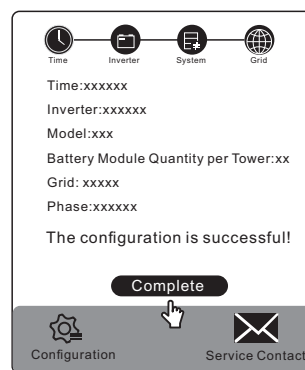 Time Inverter System Grid
Time:xxxxxx
Inverter:xxxxxx
Model:xxx
Battery Module Quantity per Tower:xx
Grid: xxxxx
Phase:xxxxxx
The configuration is successful!
Complete
Configuration Service Contact